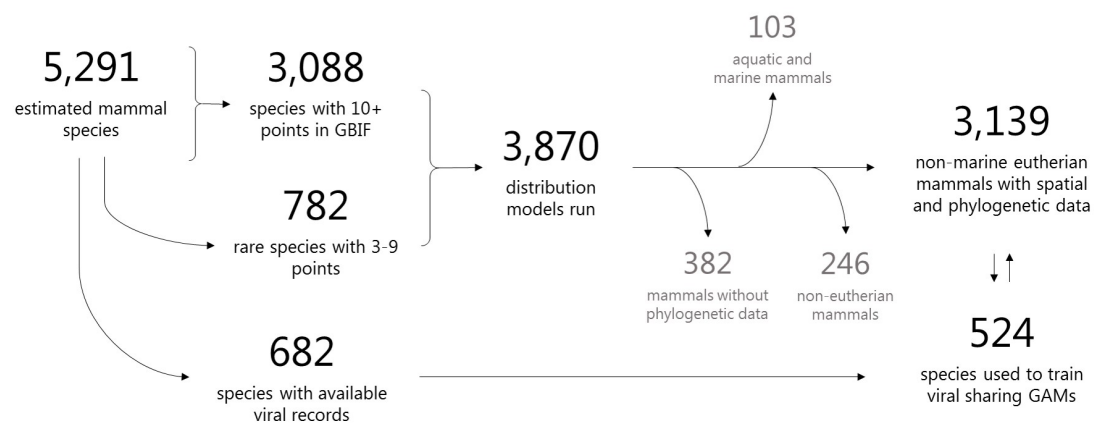 5,291
estimated mammal
species
3,088
species with 10+
points in GBIF
782
rare species with 3-9
points
682
species with available
viral records
3,870
distribution
models run
103
aquatic and
marine mammals
382
mammals without
phylogenetic data
246
non-eutherian
mammals
3,139
non-marine eutherian
mammals with spatial
and phylogenetic data
524
species used to train
viral sharing GAMs